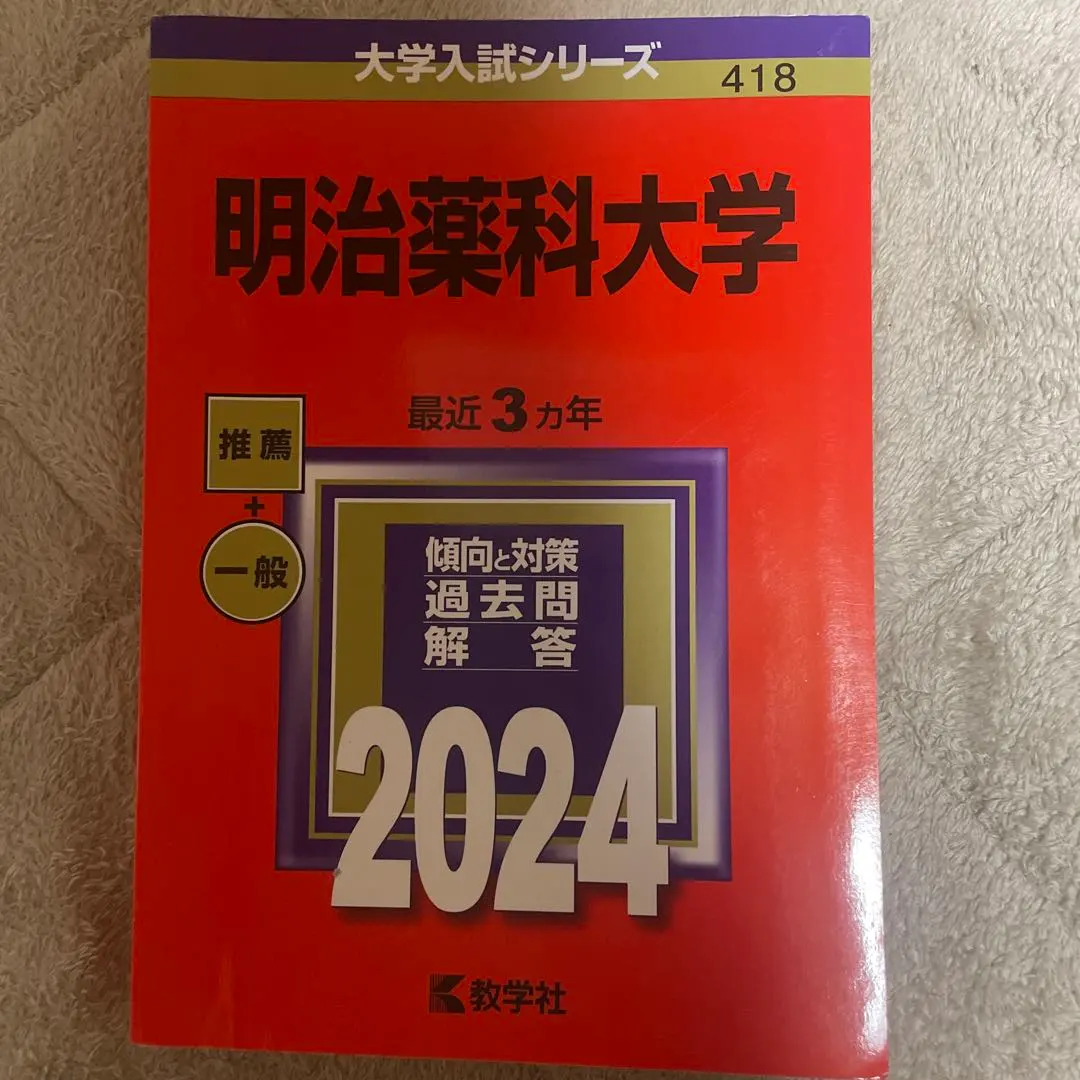 大学入試シリーズ
418
明治薬科大学
最近3カ年
推薦
+
一般
傾向と対策
過去問
解答
2024
教学社